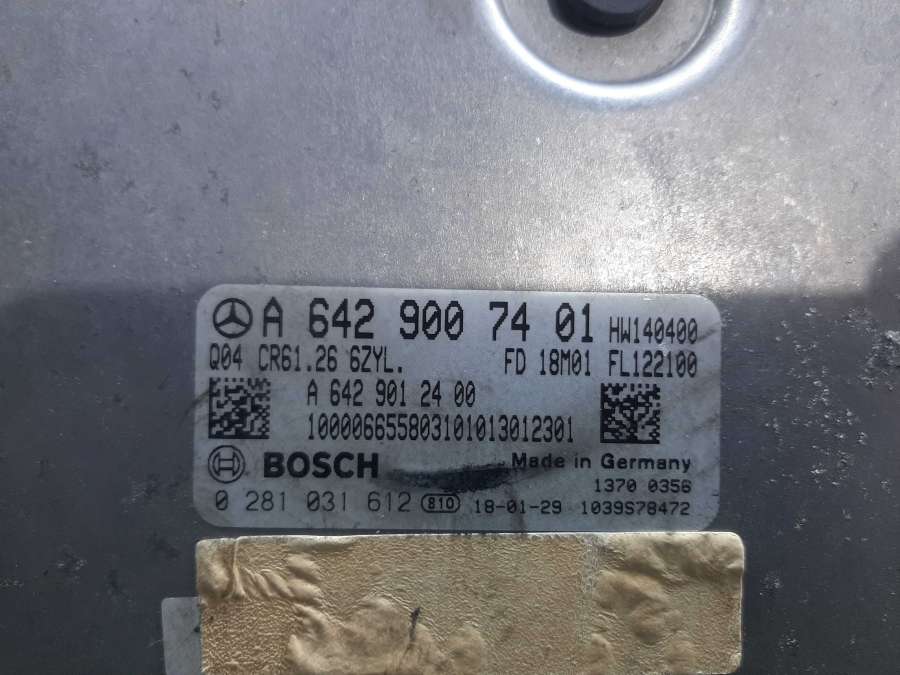 A 642 900 74 01 HW140400
Q04 CR61.26 6ZYL. FD 18M01 FL122100
A 642 901 24 00
100006655803101013012301
BOSCH Made in Germany
1370 0356
0 281 031 612 810 18-01-29 1039S78472